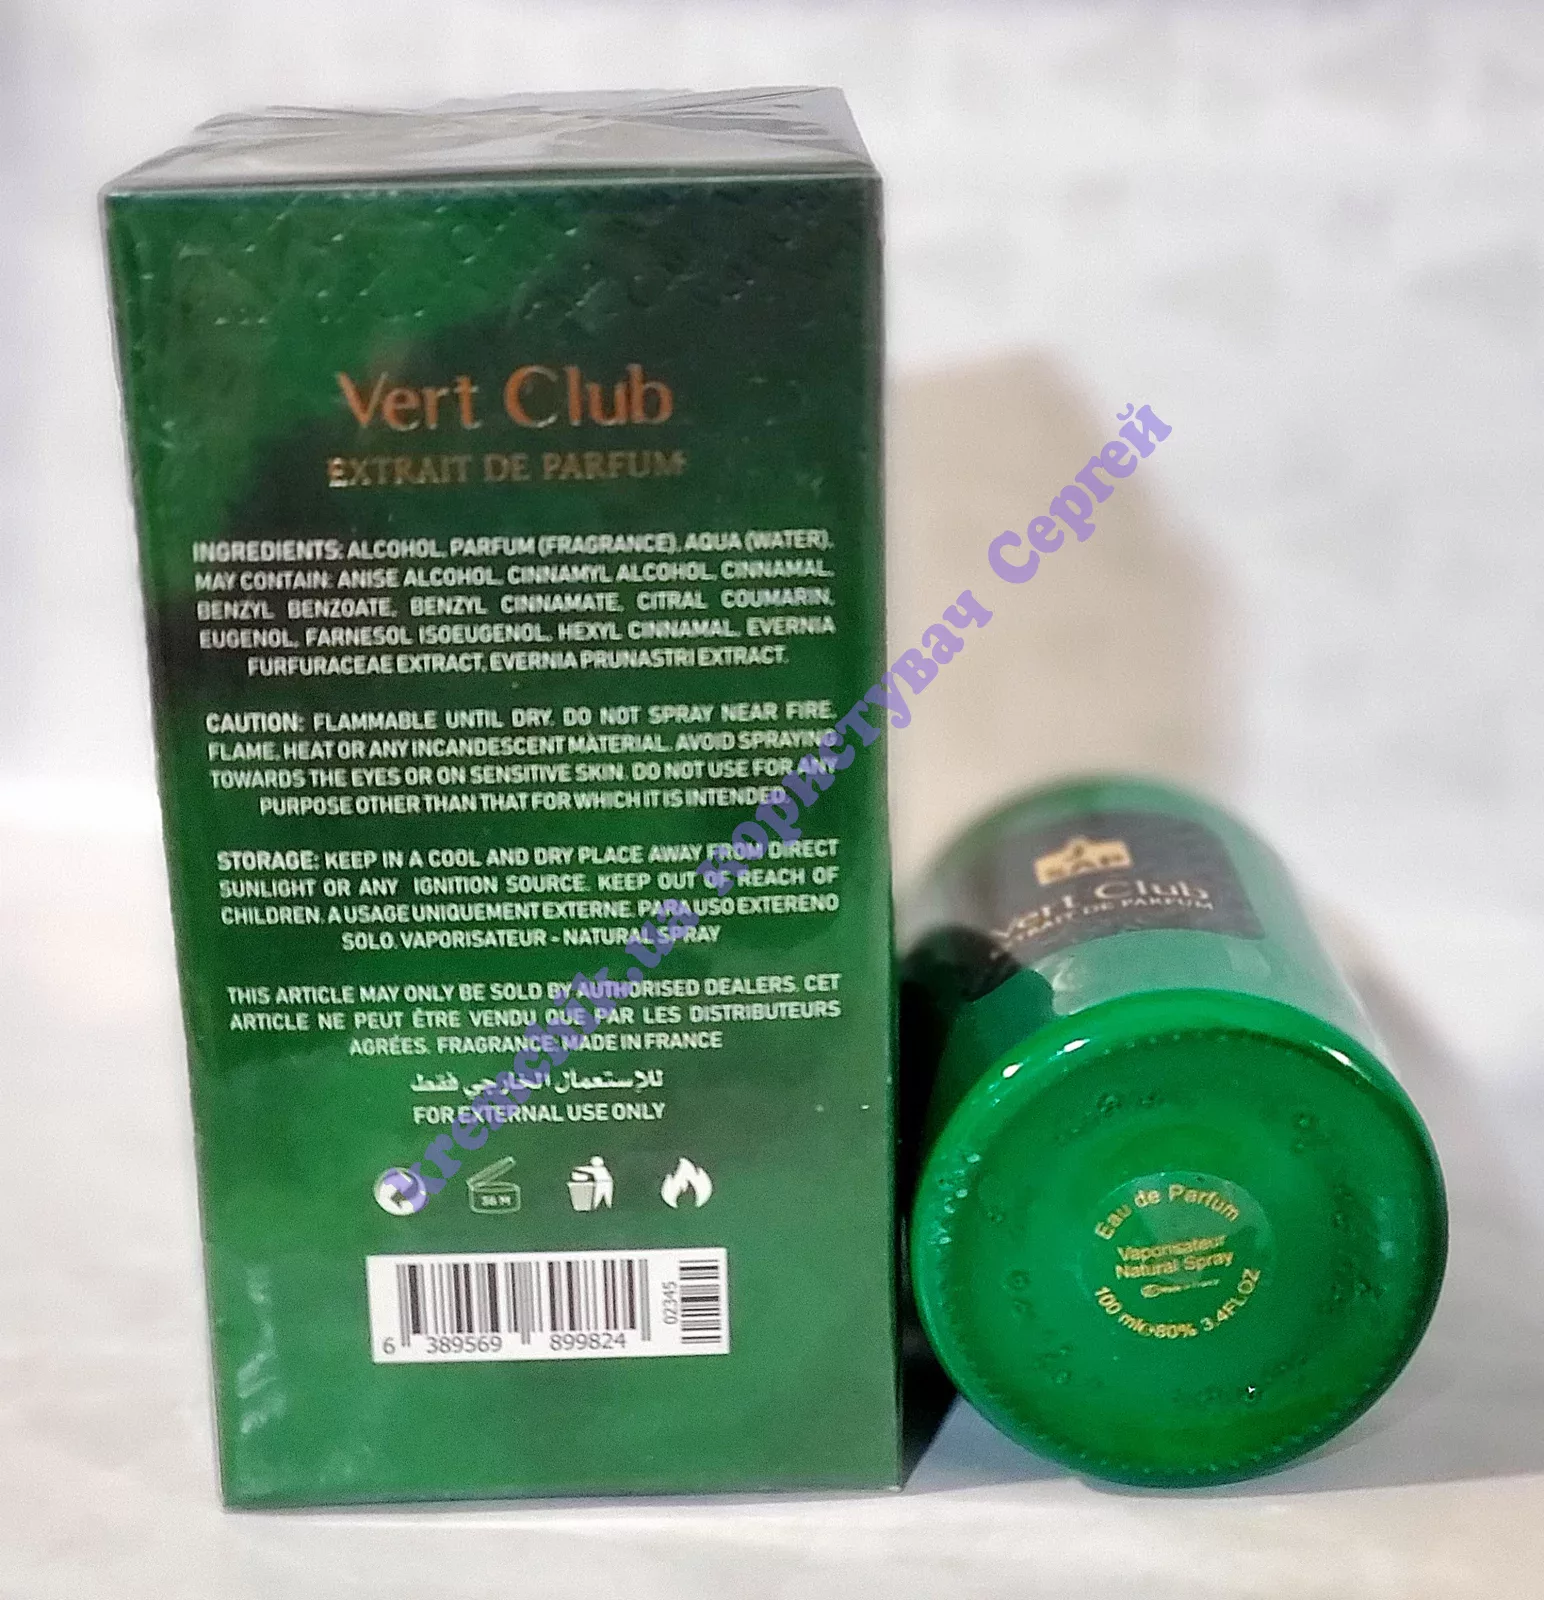 Vert Club
EXTRAIT DE PARFUM
INGREDIENTS: ALCOHOL, PARFUM (FRAGRANCE), AQUA (WATER).
MAY CONTAIN: ANISE ALCOHOL, CINNAMYL ALCOHOL, CINNAMAL,
BENZYL BENZOATE, BENZYL CINNAMATE, CITRAL COUMARIN,
EUGENOL, FARNESOL ISOEUGENOL, HEXYL CINNAMAL, EVERNIA
FURFURACEAE EXTRACT, EVERNIA PRUNASTRI EXTRACT.
CAUTION: FLAMMABLE UNTIL DRY. DO NOT SPRAY NEAR FIRE,
FLAME, HEAT OR ANY INCANDESCENT MATERIAL. AVOID SPRAYING
TOWARDS THE EYES OR ON SENSITIVE SKIN. DO NOT USE FOR ANY
PURPOSE OTHER THAN THAT FOR WHICH IT IS INTENDED.
STORAGE: KEEP IN A COOL AND DRY PLACE AWAY FROM DIRECT
SUNLIGHT OR ANY IGNITION SOURCE. KEEP OUT OF REACH OF
CHILDREN. A USAGE UNIQUEMENT EXTERNE. PARA USO EXTERENO
SOLO. VAPORISATEUR - NATURAL SPRAY
THIS ARTICLE MAY ONLY BE SOLD BY AUTHORISED DEALERS. CET
ARTICLE NE PEUT ÊTRE VENDU QUE PAR LES DISTRIBUTEURS
AGRÉES. FRAGRANCE MADE IN FRANCE
للإستعمال الخارجي فقط
FOR EXTERNAL USE ONLY
36 M
6 389569 899824
02345
Vert Club
EXTRAIT DE PARFUM
Eau de Parfum
Vaporisateur
Natural Spray
100 ml 80% 3.4FL.OZ
kremchik.ua користувач Сергей